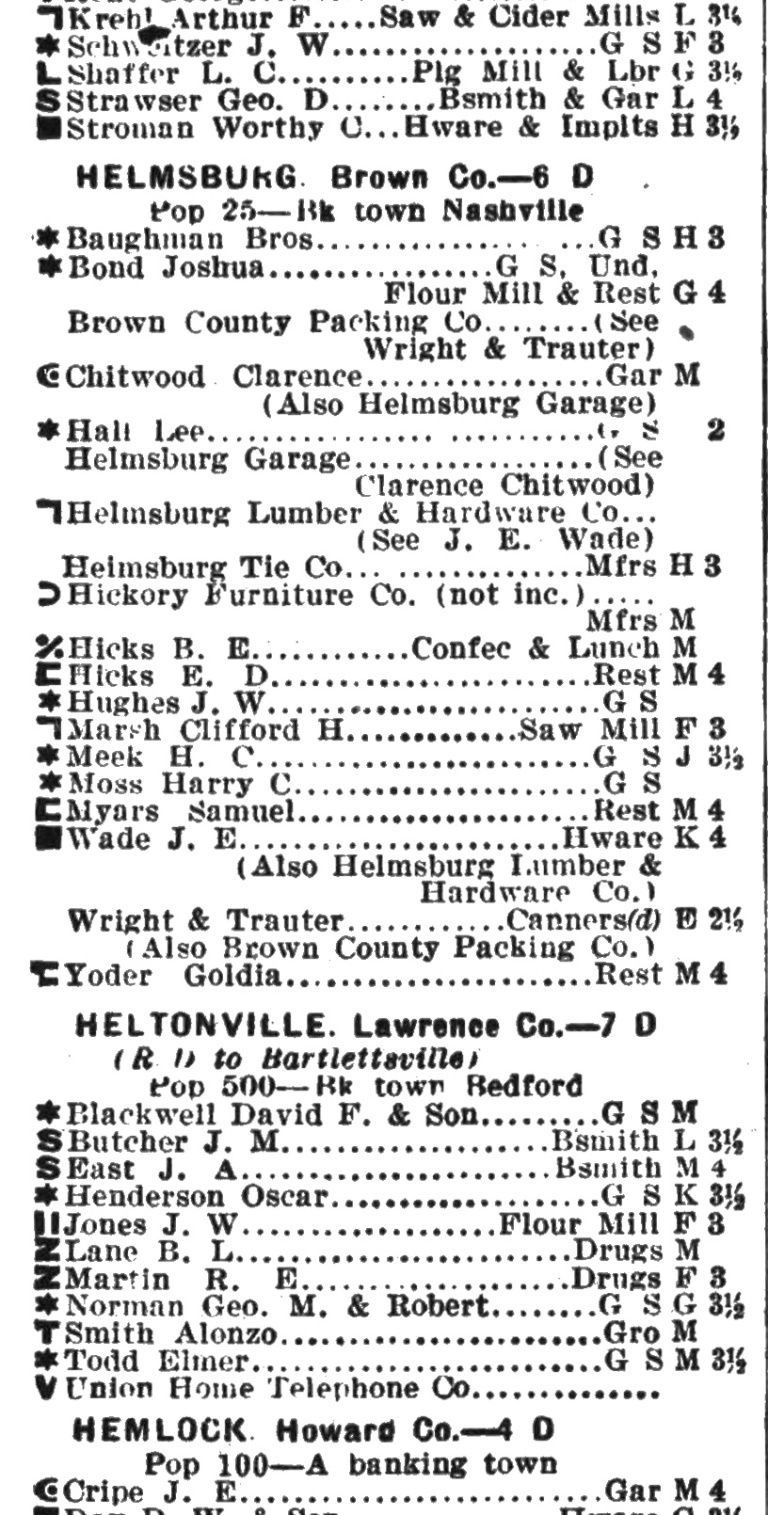 Krehl Arthur F.....Saw & Cider Mills L 3½
*Schweitzer J. W...................G S F 3
L Shaffer L. C..........Plg Mill & Lbr G 3½
S Strawser Geo. D........Bsmith & Gar L 4
■Stroman Worthy C...Hware & Implts H 3½
HELMSBURG. Brown Co.—6 D
Pop 25—Bk town Nashville
*Baughman Bros....................G S H 3
*Bond Joshua.................G S, Und,
Flour Mill & Rest G 4
Brown County Packing Co........(See
Wright & Trauter)
Chitwood Clarence..................Gar M
(Also Helmsburg Garage)
*Hall Lee..........................G S 2
Helmsburg Garage..................(See
Clarence Chitwood)
Helmsburg Lumber & Hardware Co...
(See J. E. Wade)
Helmsburg Tie Co... ..............Mfrs H 3
Hickory Furniture Co. (not inc.).....
Mfrs M
%Hicks B. E............Confec & Lunch M
Hicks E. D........................Rest M 4
*Hughes J. W.......................G S
Marsh Clifford H.............Saw Mill F 3
*Meek H. C.........................G S J 3½
*Moss Harry C......................G S
Myars Samuel......................Rest M 4
■Wade J. E.......................Hware K 4
(Also Helmsburg Lumber &
Hardware Co.)
Wright & Trauter............Canners(d) E 2½
(Also Brown County Packing Co.)
Yoder Goldia.......................Rest M 4
HELTONVILLE. Lawrence Co.—7 D
(R D to Bartlettsville)
Pop 500—Bk town Bedford
*Blackwell David F. & Son.........G S M
S Butcher J. M....................Bsmith L 3½
S East J. A.......................Bsmith M 4
*Henderson Oscar....................G S K 3½
Jones J. W...................Flour Mill F 3
Z Lane B. L.........................Drugs M
Z Martin R. E.....................Drugs F 3
*Norman Geo. M. & Robert........G S G 3½
T Smith Alonzo.......................Gro M
*Todd Elmer..........................G S M 3½
V Union Home Telephone Co..............
HEMLOCK. Howard Co.—4 D
Pop 100—A banking town
Cripe J. E..........................Gar M 4